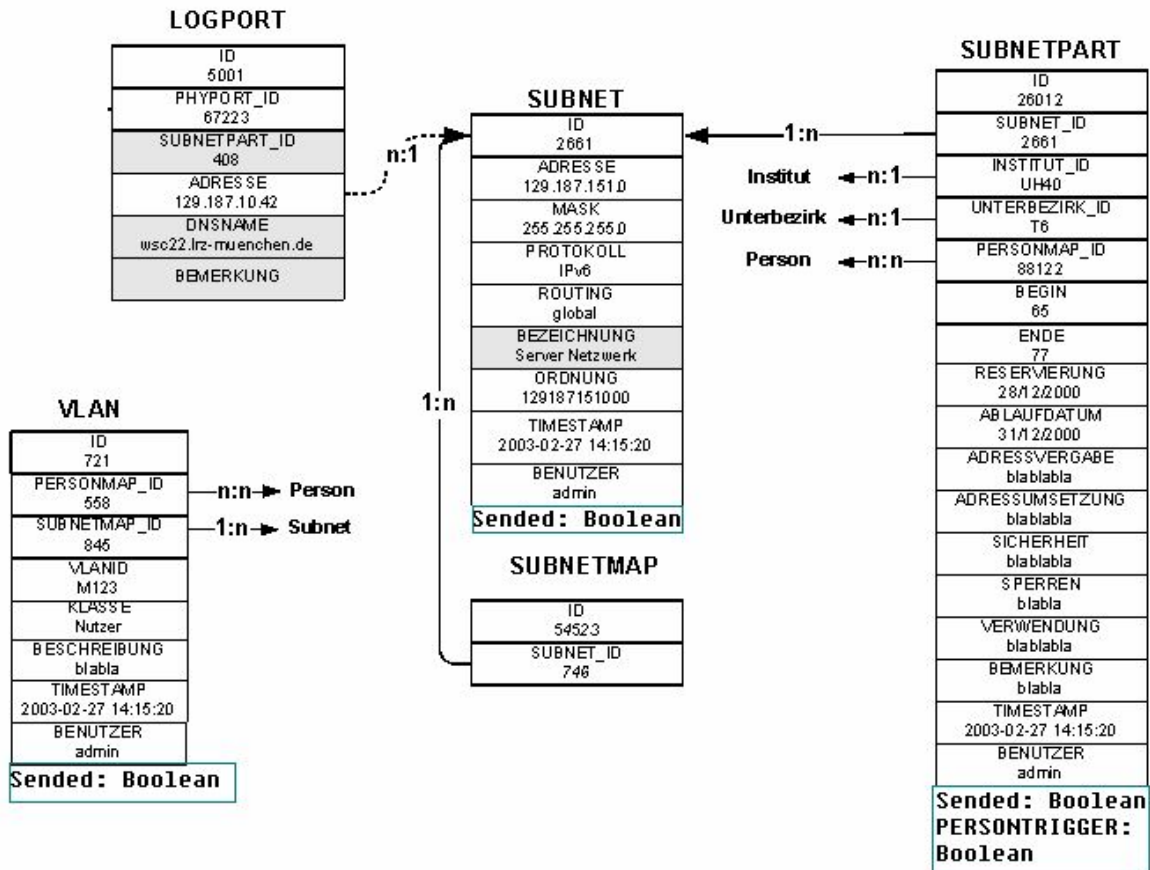 LOGPORT
ID
5001
PHYPORT_ID
67223
SUBNETPART_ID
408
ADRESSE
129.187.10.42
DNSNAME
wsc22.lrz-muenchen.de
BEMERKUNG
n:1
SUBNET
ID
2661
ADRESSE
129.187.151.0
MASK
255.255.255.0
PROTOKOLL
IPv6
ROUTING
global
BEZEICHNUNG
Server Netzwerk
ORDNUNG
129187151000
TIMESTAMP
2003-02-27 14:15:20
BENUTZER
admin
Sended: Boolean
1:n
SUBNETMAP
ID
54523
SUBNET_ID
746
1:n
Institut n:1
Unterbezirk n:1
Person n:n
SUBNETPART
ID
26012
SUBNET_ID
2661
INSTITUT_ID
UH40
UNTERBEZIRK_ID
T6
PERSONMAP_ID
88122
BEGIN
65
ENDE
77
RESERVIERUNG
28/12/2000
ABLAUFDATUM
31/12/2000
ADRESSVERGABE
blablabla
ADRESSUMSETZUNG
blablabla
SICHERHEIT
blablabla
SPERREN
blabla
VERWENDUNG
blablabla
BEMERKUNG
blabla
TIMESTAMP
2003-02-27 14:15:20
BENUTZER
admin
Sended: Boolean
PERSONTRIGGER:
Boolean
VLAN
ID
721
PERSONMAP_ID
558
SUBNETMAP_ID
845
VLANID
M123
KLASSE
Nutzer
BESCHREIBUNG
blabla
TIMESTAMP
2003-02-27 14:15:20
BENUTZER
admin
Sended: Boolean
n:n Person
1:n Subnet